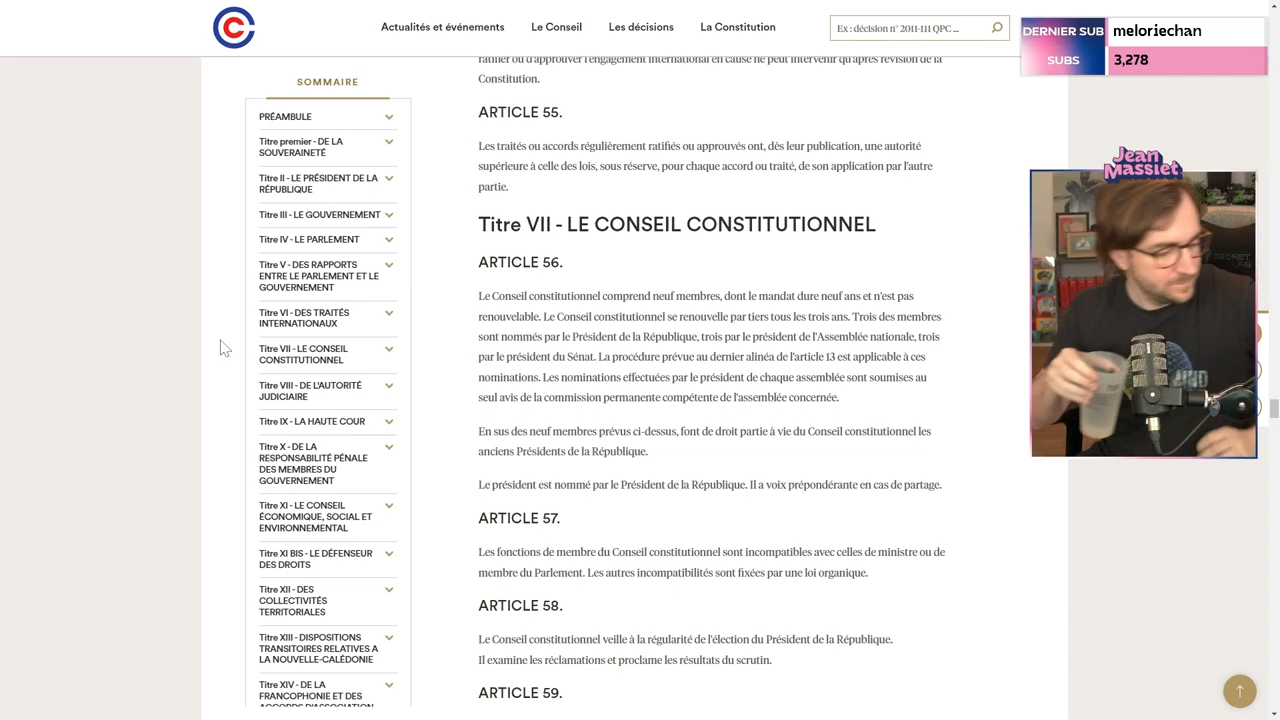 Actualités et événements
Le Conseil
Les décisions
La Constitution
Ex : décision n° 2011-111 QPC ...
DERNIER SUB
meloriechan
SUBS
3,278
Jean
Massiet
SOMMAIRE
PRÉAMBULE
Titre premier - DE LA
SOUVERAINETÉ
Titre II - LE PRÉSIDENT DE LA
RÉPUBLIQUE
Titre III - LE GOUVERNEMENT
Titre IV - LE PARLEMENT
Titre V - DES RAPPORTS
ENTRE LE PARLEMENT ET LE
GOUVERNEMENT
Titre VI - DES TRAITÉS
INTERNATIONAUX
Titre VII - LE CONSEIL
CONSTITUTIONNEL
Titre VIII - DE L'AUTORITÉ
JUDICIAIRE
Titre IX - LA HAUTE COUR
Titre X - DE LA
RESPONSABILITÉ PÉNALE
DES MEMBRES DU
GOUVERNEMENT
Titre XI - LE CONSEIL
ÉCONOMIQUE, SOCIAL ET
ENVIRONNEMENTAL
Titre XI BIS - LE DÉFENSEUR
DES DROITS
Titre XII - DES
COLLECTIVITÉS
TERRITORIALES
Titre XIII - DISPOSITIONS
TRANSITOIRES RELATIVES A
LA NOUVELLE-CALÉDONIE
Titre XIV - DE LA
FRANCOPHONIE ET DES
ACCORDS D'ASSOCIATION
ratifier ou d'approuver l'engagement international en cause ne peut intervenir qu'après révision de la
Constitution.
ARTICLE 55.
Les traités ou accords régulièrement ratifiés ou approuvés ont, dès leur publication, une autorité
supérieure à celle des lois, sous réserve, pour chaque accord ou traité, de son application par l'autre
partie.
Titre VII - LE CONSEIL CONSTITUTIONNEL
ARTICLE 56.
Le Conseil constitutionnel comprend neuf membres, dont le mandat dure neuf ans et n'est pas
renouvelable. Le Conseil constitutionnel se renouvelle par tiers tous les trois ans. Trois des membres
sont nommés par le Président de la République, trois par le président de l'Assemblée nationale, trois
par le président du Sénat. La procédure prévue au dernier alinéa de l'article 13 est applicable à ces
nominations. Les nominations effectuées par le président de chaque assemblée sont soumises au
seul avis de la commission permanente compétente de l'assemblée concernée.
En sus des neuf membres prévus ci-dessus, font de droit partie à vie du Conseil constitutionnel les
anciens Présidents de la République.
Le président est nommé par le Président de la République. Il a voix prépondérante en cas de partage.
ARTICLE 57.
Les fonctions de membre du Conseil constitutionnel sont incompatibles avec celles de ministre ou de
membre du Parlement. Les autres incompatibilités sont fixées par une loi organique.
ARTICLE 58.
Le Conseil constitutionnel veille à la régularité de l'élection du Président de la République.
Il examine les réclamations et proclame les résultats du scrutin.
ARTICLE 59.